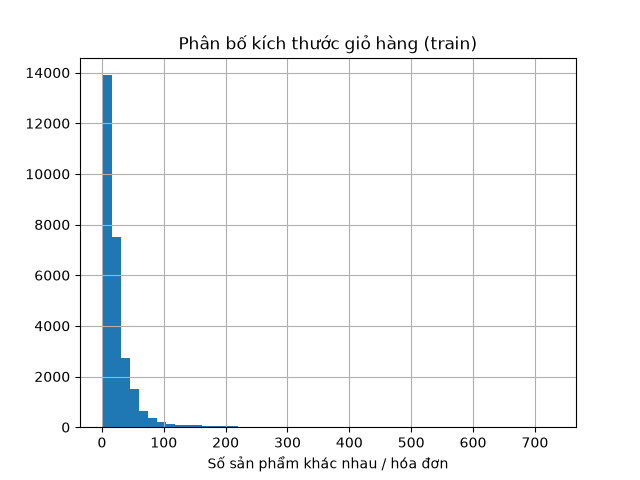 Phân bố kích thước giỏ hàng (train)
14000
12000
10000
8000
6000
4000
2000
0
0 100 200 300 400 500 600 700
Số sản phẩm khác nhau / hóa đơn